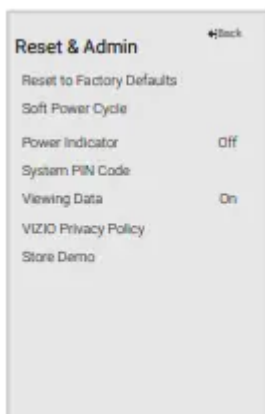 Back
Reset & Admin
Reset to Factory Defaults
Soft Power Cycle
Power Indicator Off
System PIN Code
Viewing Data On
VIZIO Privacy Policy
Store Demo